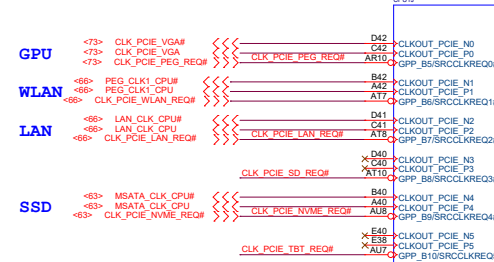 D42
<73> CLK_PCIE_VGA# CLKOUT_PCIE_N0
C42
GPU <73> CLK_PCIE_VGA CLKOUT_PCIE_P0
<73> CLK_PCIE_PEG_REQ# CLK_PCIE_PEG_REQ# AR10 GPP_B5/SRCCLKREQ0#
B42
<66> PEG_CLK1_CPU# CLKOUT_PCIE_N1
A42
WLAN <66> PEG_CLK1_CPU CLKOUT_PCIE_P1
<66> CLK_PCIE_WLAN_REQ# AT7 GPP_B6/SRCCLKREQ1#
D41
<66> LAN_CLK_CPU# CLKOUT_PCIE_N2
C41
LAN <66> LAN_CLK_CPU CLKOUT_PCIE_P2
<66> CLK_PCIE_LAN_REQ# CLK_PCIE_LAN_REQ# AT8 GPP_B7/SRCCLKREQ2#
D40
CLKOUT_PCIE_N3
C40
CLKOUT_PCIE_P3
CLK_PCIE_SD_REQ# AT10 GPP_B8/SRCCLKREQ3#
B40
<63> MSATA_CLK_CPU# CLKOUT_PCIE_N4
A40
SSD <63> MSATA_CLK_CPU CLKOUT_PCIE_P4
<63> CLK_PCIE_NVME_REQ# CLK_PCIE_NVME_REQ# AU8 GPP_B9/SRCCLKREQ4#
E40
CLKOUT_PCIE_N5
E38
CLKOUT_PCIE_P5
CLK_PCIE_TBT_REQ# AU7 GPP_B10/SRCCLKREQ5